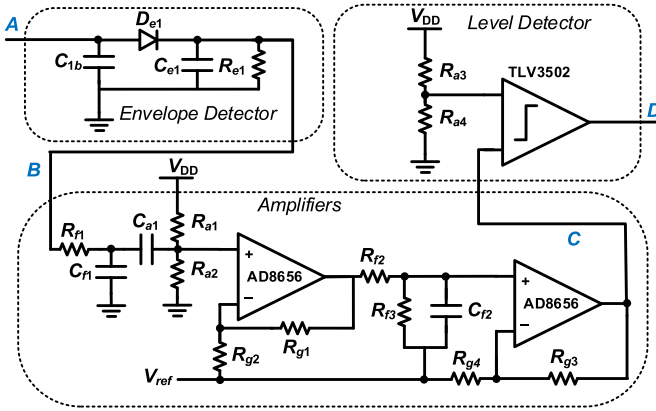 A
De1
C1b
Ce1
Re1
Envelope Detector
VDD
Level Detector
TLV3502
Ra3
Ra4
D
B
VDD
Amplifiers
C
Rf1
Ca1
Ra1
Cf1
Ra2
+
AD8656
−
Rf2
Rf3
Cf2
+
AD8656
−
Rg1
Rg2
Rg4
Rg3
Vref